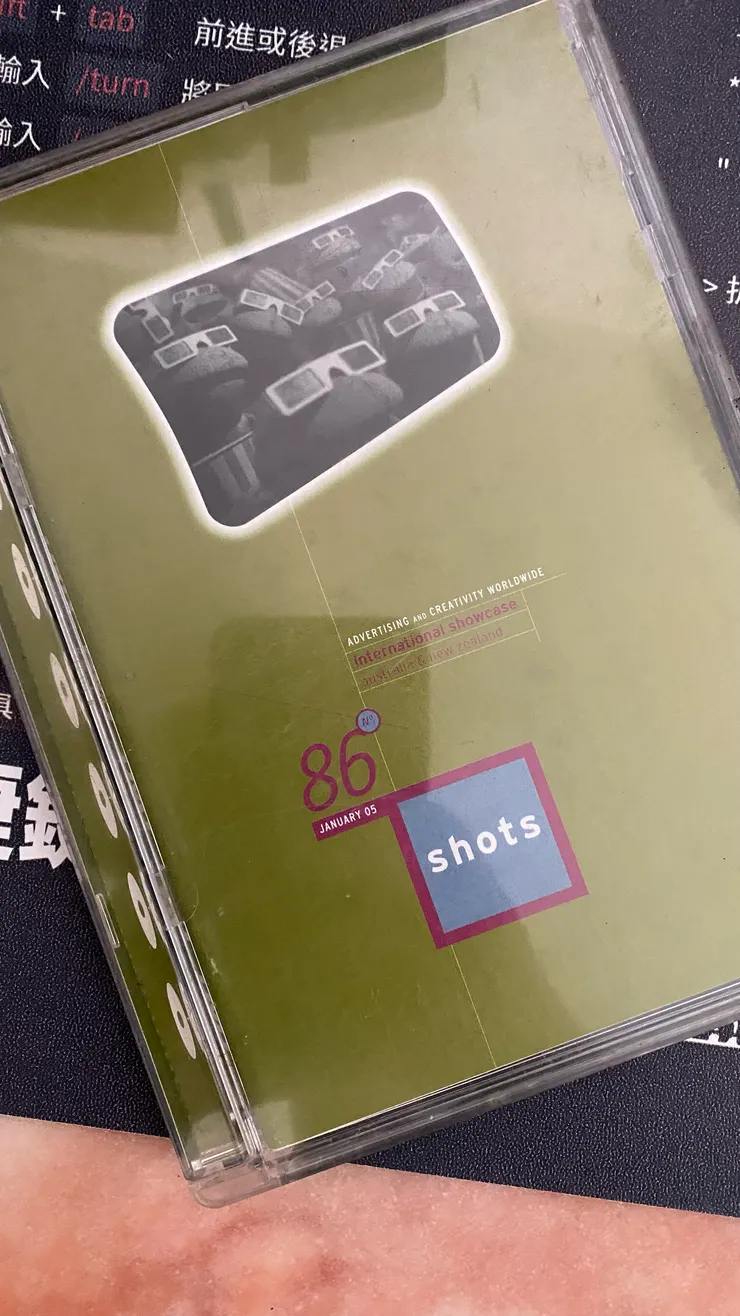 + tab
前進或後退
輸入 /turn
輸入
ADVERTISING AND CREATIVITY WORLDWIDE
international showcase
australia & new zealand
Nº
86
JANUARY 05
shots